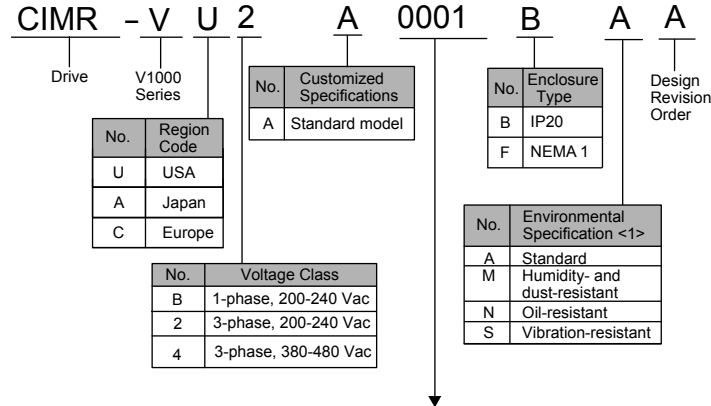 CIMR – V U 2 A 0001 B A A
Drive
V1000
Series
Design
Revision
Order
No. Customized
Specifications
A Standard model
No. Enclosure
Type
B IP20
F NEMA 1
No. Region
Code
U USA
A Japan
C Europe
No. Environmental
Specification <1>
A Standard
M Humidity- and
dust-resistant
N Oil-resistant
S Vibration-resistant
No. Voltage Class
B 1-phase, 200-240 Vac
2 3-phase, 200-240 Vac
4 3-phase, 380-480 Vac